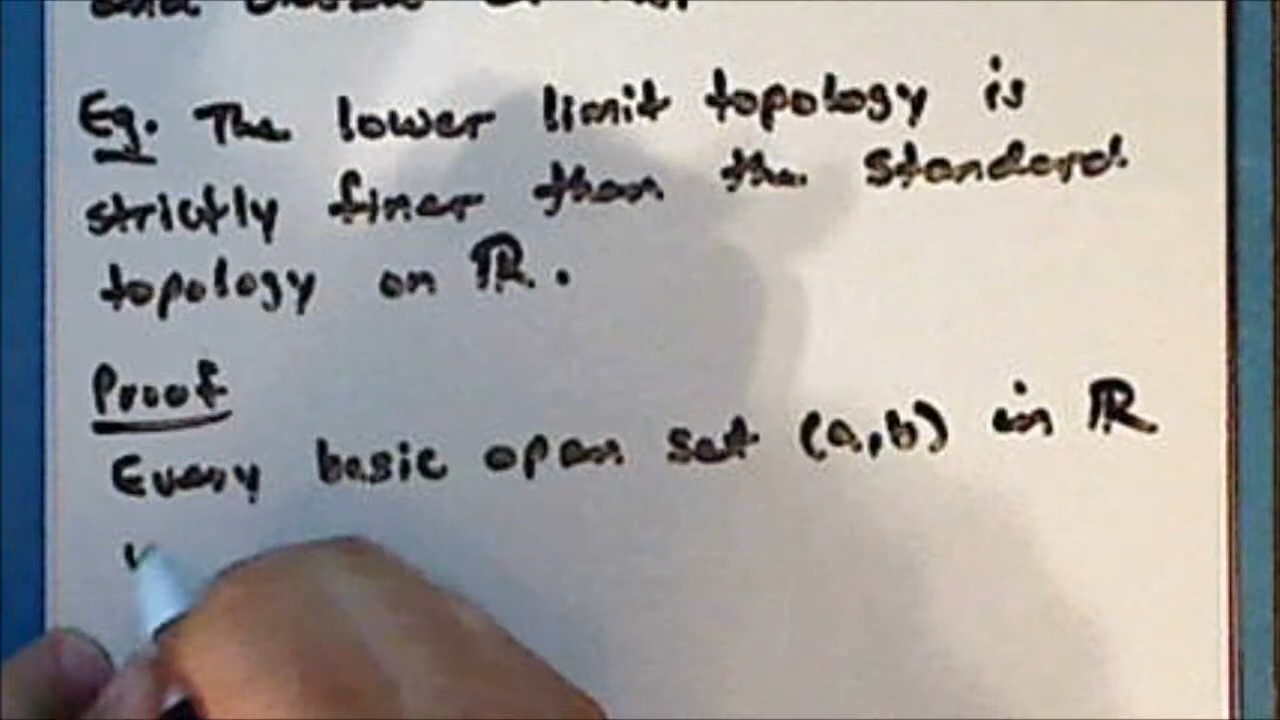 Eg. The lower limit topology is
strictly finer than the standard
topology on ℝ.
Proof
Every basic open set (a,b) in ℝ